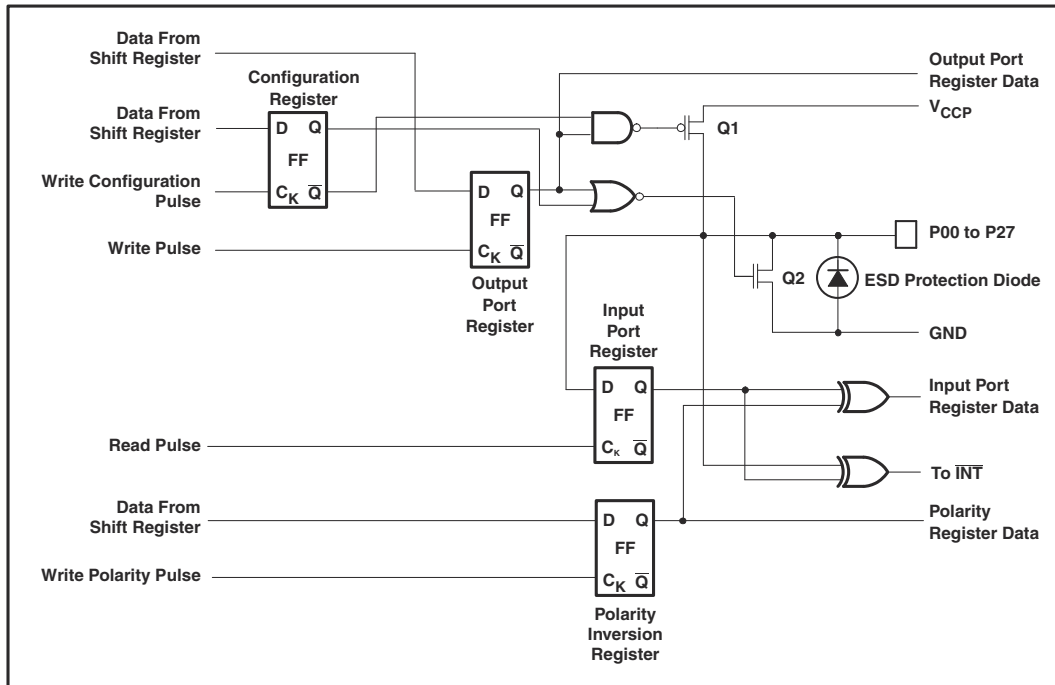 Data From
Shift Register
Configuration
Register
Data From
Shift Register
D Q
FF
CK Q̅
Write Configuration
Pulse
Write Pulse
D Q
FF
CK Q̅
Output
Port
Register
Output Port
Register Data
VCCP
Q1
P00 to P27
Q2
ESD Protection Diode
GND
Input
Port
Register
D Q
FF
CK Q̅
Read Pulse
Input Port
Register Data
To I̅N̅T̅
Data From
Shift Register
Write Polarity Pulse
D Q
FF
CK Q̅
Polarity
Inversion
Register
Polarity
Register Data